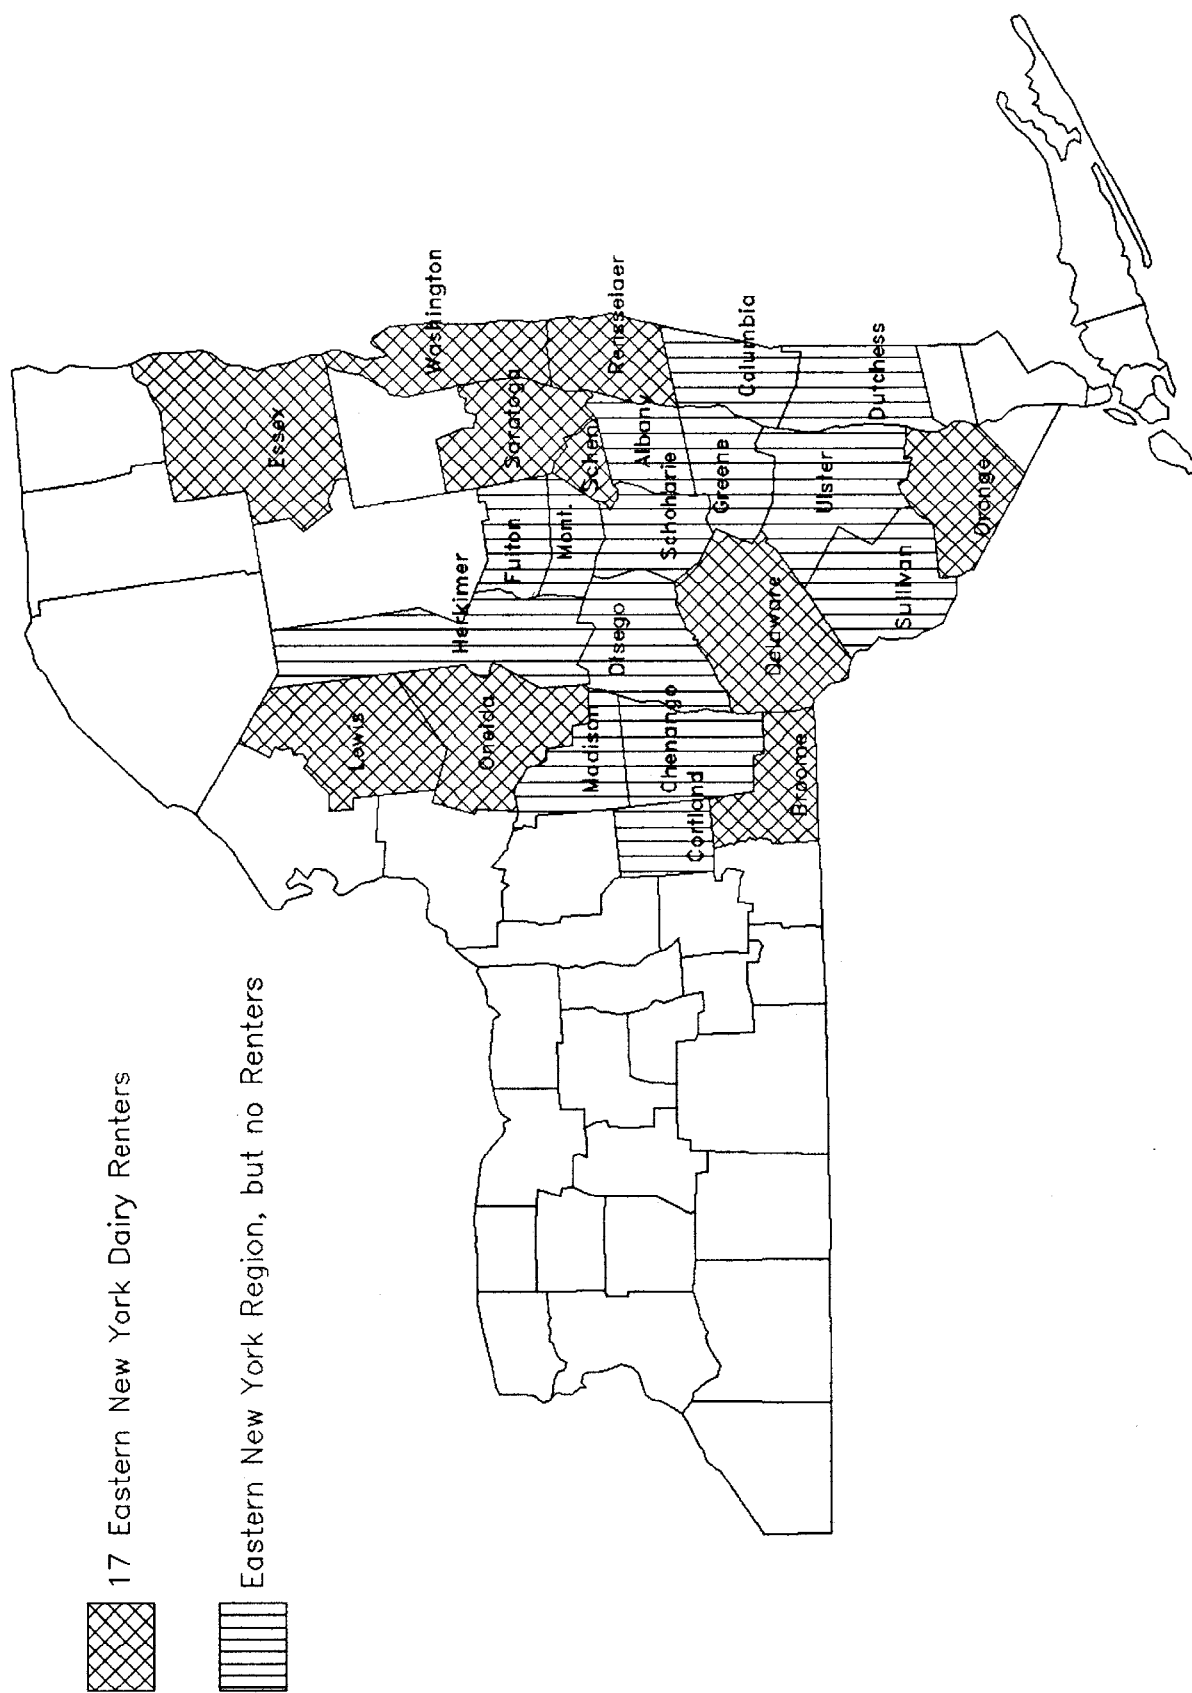 17 Eastern New York Dairy Renters
Eastern New York Region, but no Renters
Essex
Washington
Lewis
Herkimer
Saratoga
Oneida
Fulton
Mont.
Schen
Rensselaer
Madison
Otsego
Albany
Schoharie
Chenango
Cortland
Greene
Columbia
Delaware
Broome
Ulster
Dutchess
Sullivan
Orange